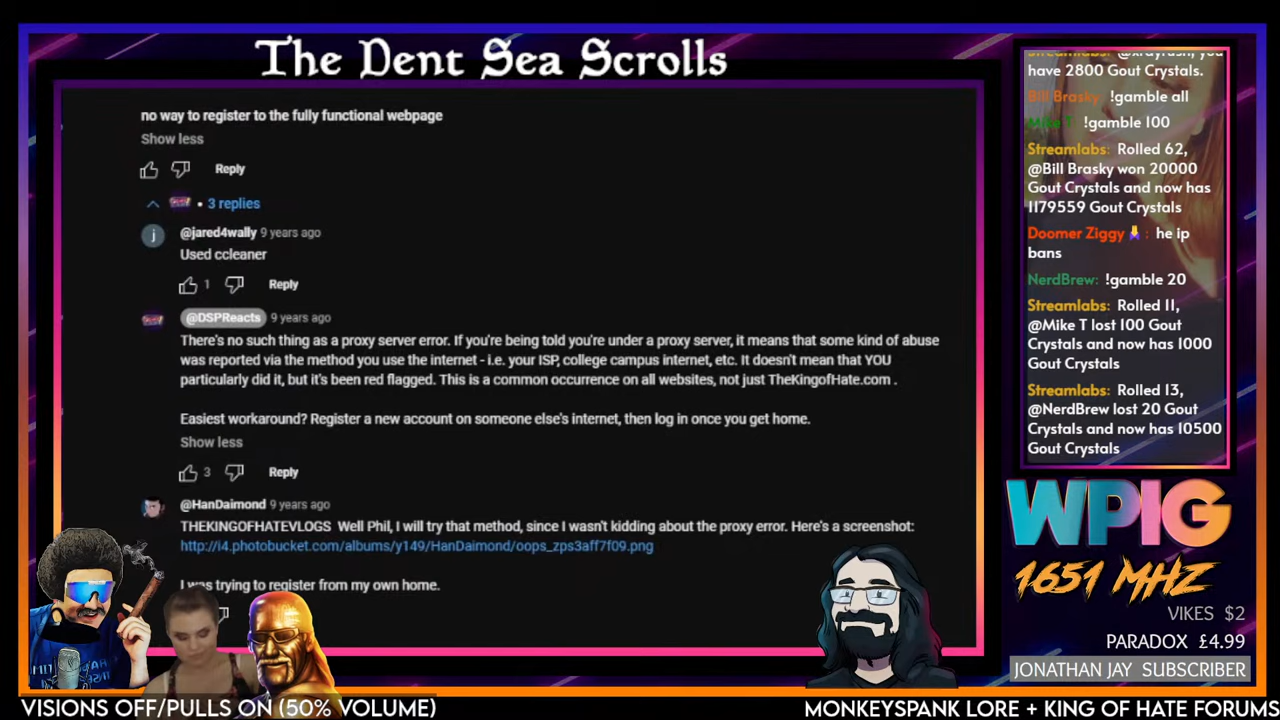 The Dent Sea Scrolls
no way to register to the fully functional webpage
Show less
Reply
• 3 replies
j
@jared4wally 9 years ago
Used ccleaner
1
Reply
@DSPReacts 9 years ago
There's no such thing as a proxy server error. If you're being told you're under a proxy server, it means that some kind of abuse
was reported via the method you use the internet - i.e. your ISP, college campus internet, etc. It doesn't mean that YOU
particularly did it, but it's been red flagged. This is a common occurrence on all websites, not just TheKingofHate.com .
Easiest workaround? Register a new account on someone else's internet, then log in once you get home.
Show less
3
Reply
@HanDaimond 9 years ago
THEKINGOFHATEVLOGS Well Phil, I will try that method, since I wasn't kidding about the proxy error. Here's a screenshot:
http://i4.photobucket.com/albums/y149/HanDaimond/oops_zps3aff7f09.png
I was trying to register from my own home.
have 2800 Gout Crystals.
Bill Brasky: !gamble all
Mike T: !gamble 100
Streamlabs: Rolled 62,
@Bill Brasky won 20000
Gout Crystals and now has
1179559 Gout Crystals
Doomer Ziggy : he ip
bans
NerdBrew: !gamble 20
Streamlabs: Rolled 11,
@Mike T lost 100 Gout
Crystals and now has 1000
Gout Crystals
Streamlabs: Rolled 13,
@NerdBrew lost 20 Gout
Crystals and now has 10500
Gout Crystals
WPIG
1651 MHZ
VIKES $2
PARADOX £4.99
JONATHAN JAY SUBSCRIBER
VISIONS OFF/PULLS ON (50% VOLUME)
MONKEYSPANK LORE + KING OF HATE FORUMS